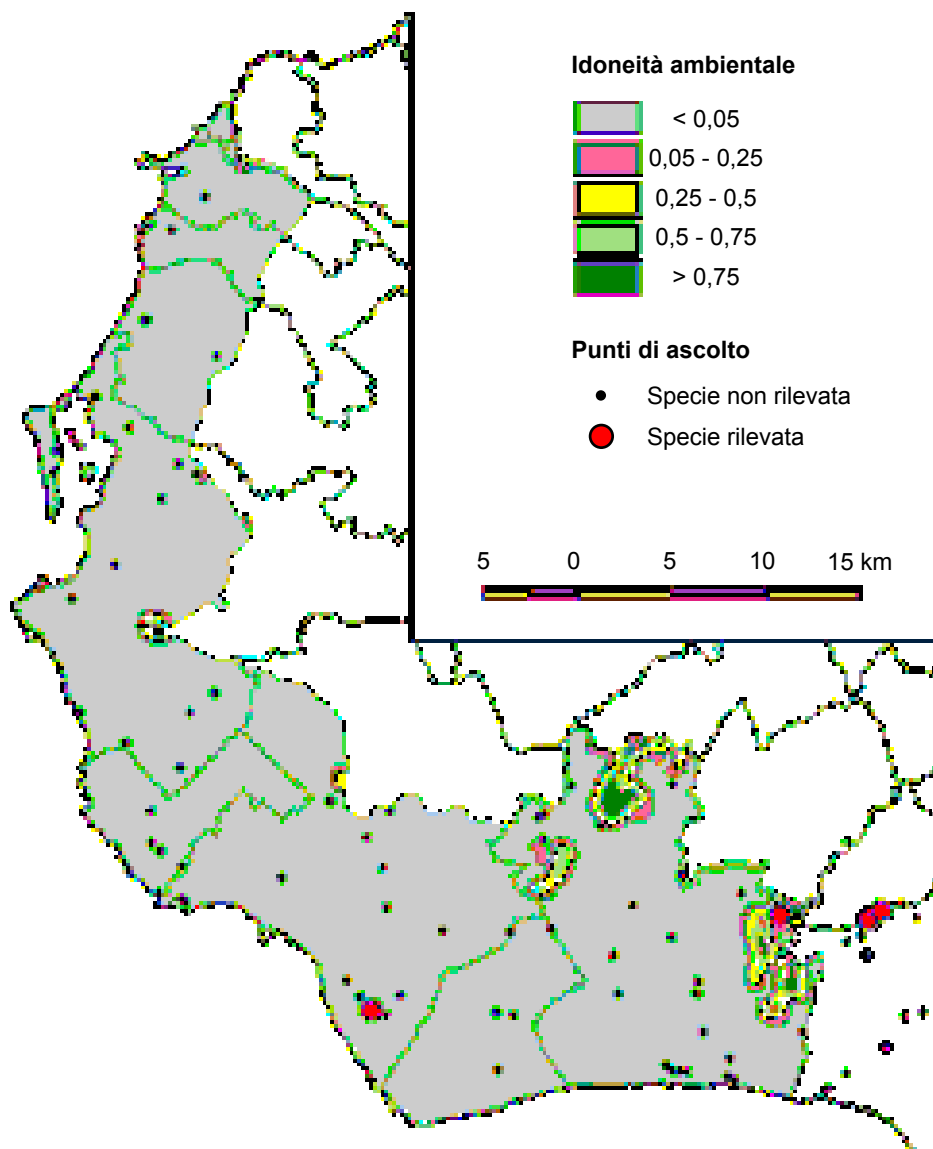 Idoneità ambientale
< 0,05
0,05 - 0,25
0,25 - 0,5
0,5 - 0,75
> 0,75
Punti di ascolto
Specie non rilevata
Specie rilevata
5 0 5 10 15 km